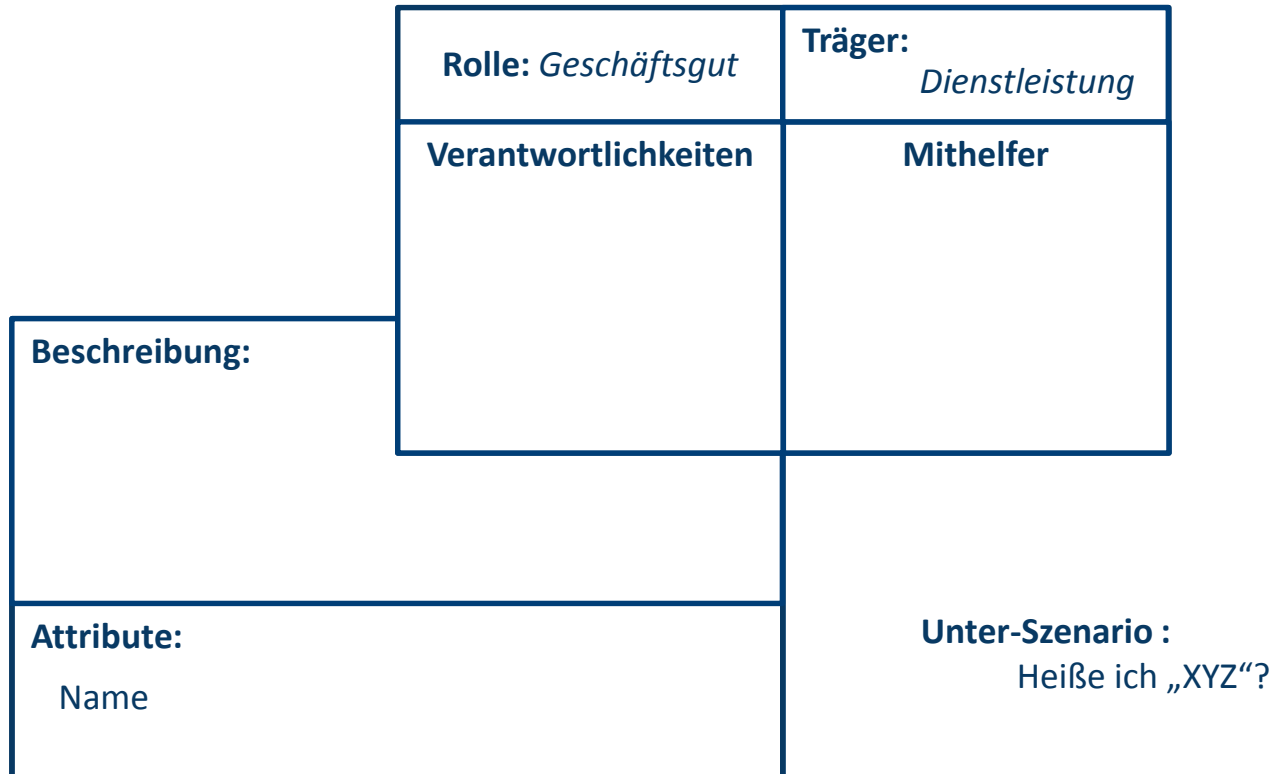 Rolle: Geschäftsgut
Träger:
Dienstleistung
Verantwortlichkeiten
Mithelfer
Beschreibung:
Attribute:
Name
Unter-Szenario :
Heiße ich „XYZ“?